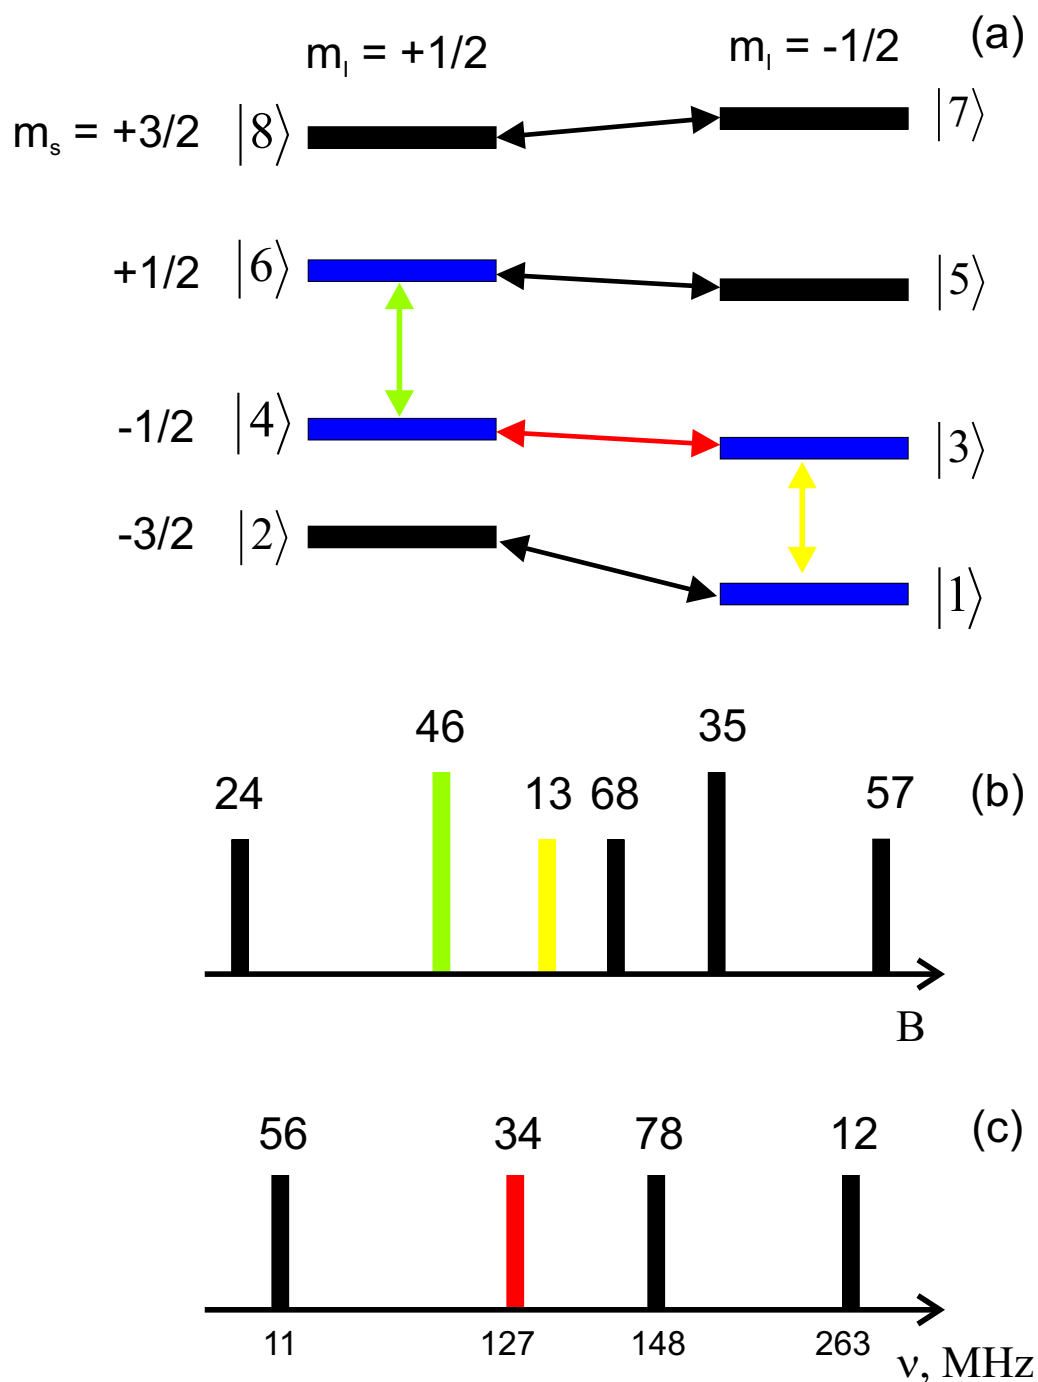 (a)
m_I = +1/2 m_I = -1/2
m_s = +3/2 |8⟩ |7⟩
+1/2 |6⟩ |5⟩
-1/2 |4⟩ |3⟩
-3/2 |2⟩ |1⟩
46 35
24 13 68 57 (b)
B
56 34 78 12 (c)
11 127 148 263
ν, MHz